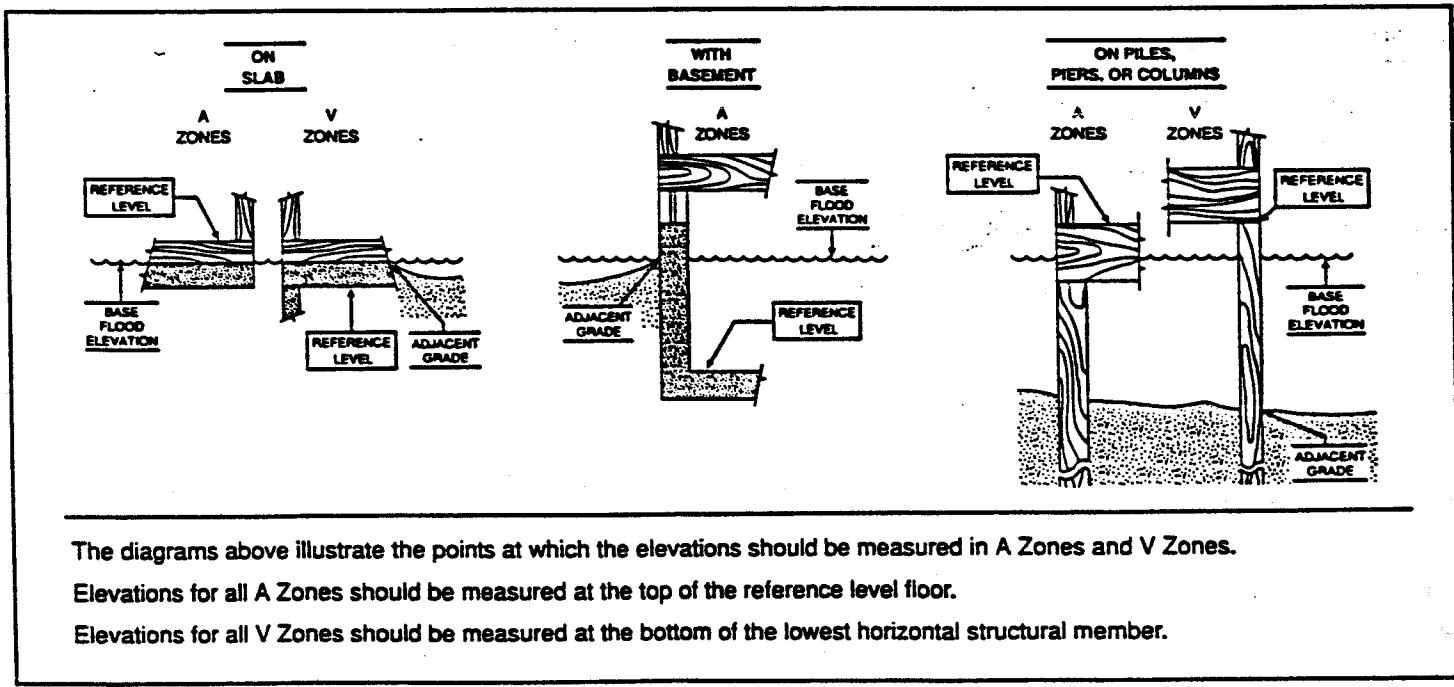 ON
SLAB
A
ZONES
V
ZONES
REFERENCE
LEVEL
BASE
FLOOD
ELEVATION
REFERENCE
LEVEL
ADJACENT
GRADE
WITH
BASEMENT
A
ZONES
BASE
FLOOD
ELEVATION
ADJACENT
GRADE
REFERENCE
LEVEL
ON PILES,
PIERS, OR COLUMNS
A
ZONES
V
ZONES
REFERENCE
LEVEL
REFERENCE
LEVEL
BASE
FLOOD
ELEVATION
ADJACENT
GRADE
The diagrams above illustrate the points at which the elevations should be measured in A Zones and V Zones.
Elevations for all A Zones should be measured at the top of the reference level floor.
Elevations for all V Zones should be measured at the bottom of the lowest horizontal structural member.